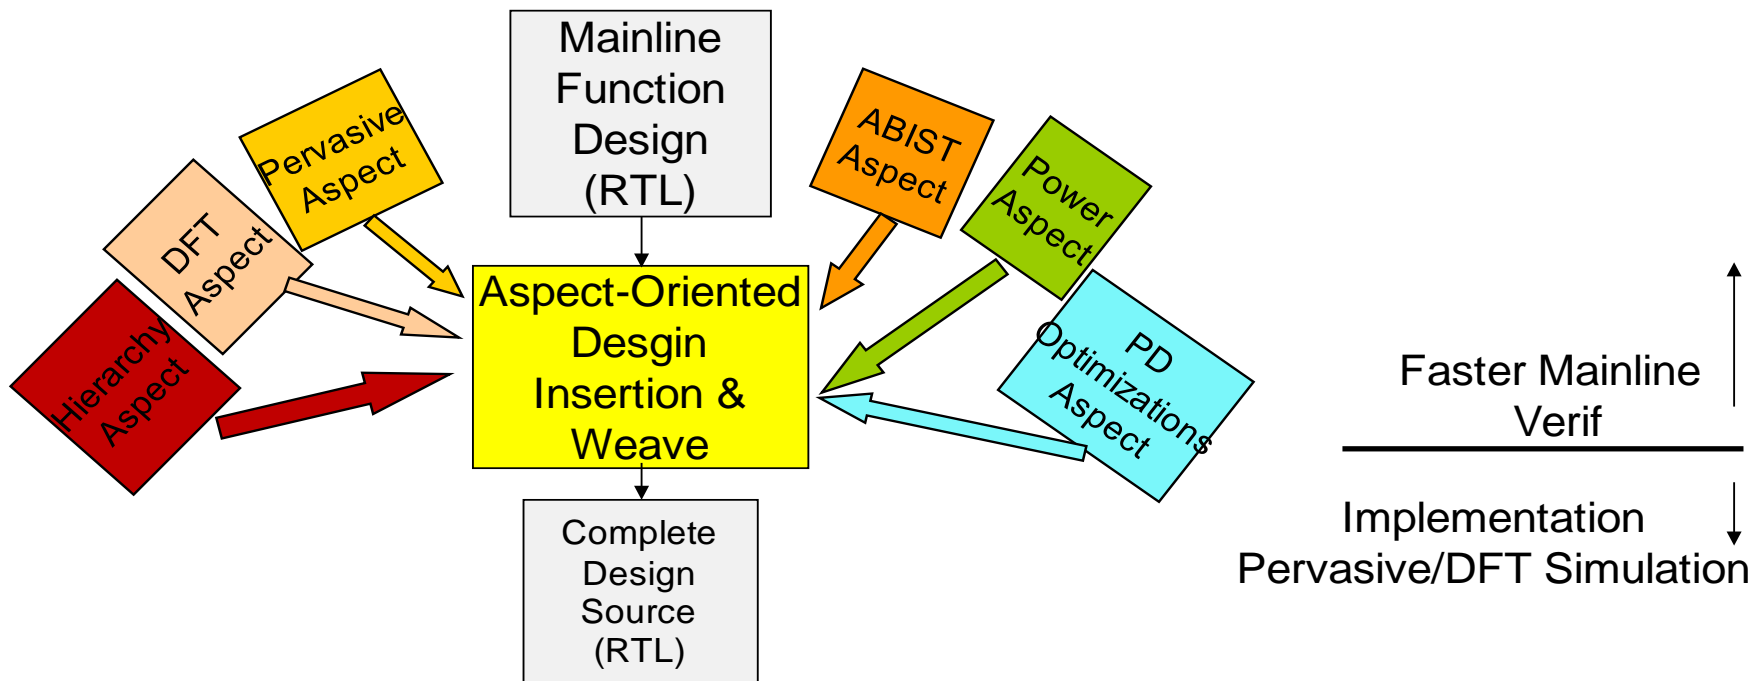 Mainline
Function
Design
(RTL)
Pervasive
Aspect
DFT
Aspect
Hierarchy
Aspect
ABIST
Aspect
Power
Aspect
PD
Optimizations
Aspect
Aspect-Oriented
Desgin
Insertion &
Weave
Complete
Design
Source
(RTL)
Faster Mainline
Verif
Implementation
Pervasive/DFT Simulation